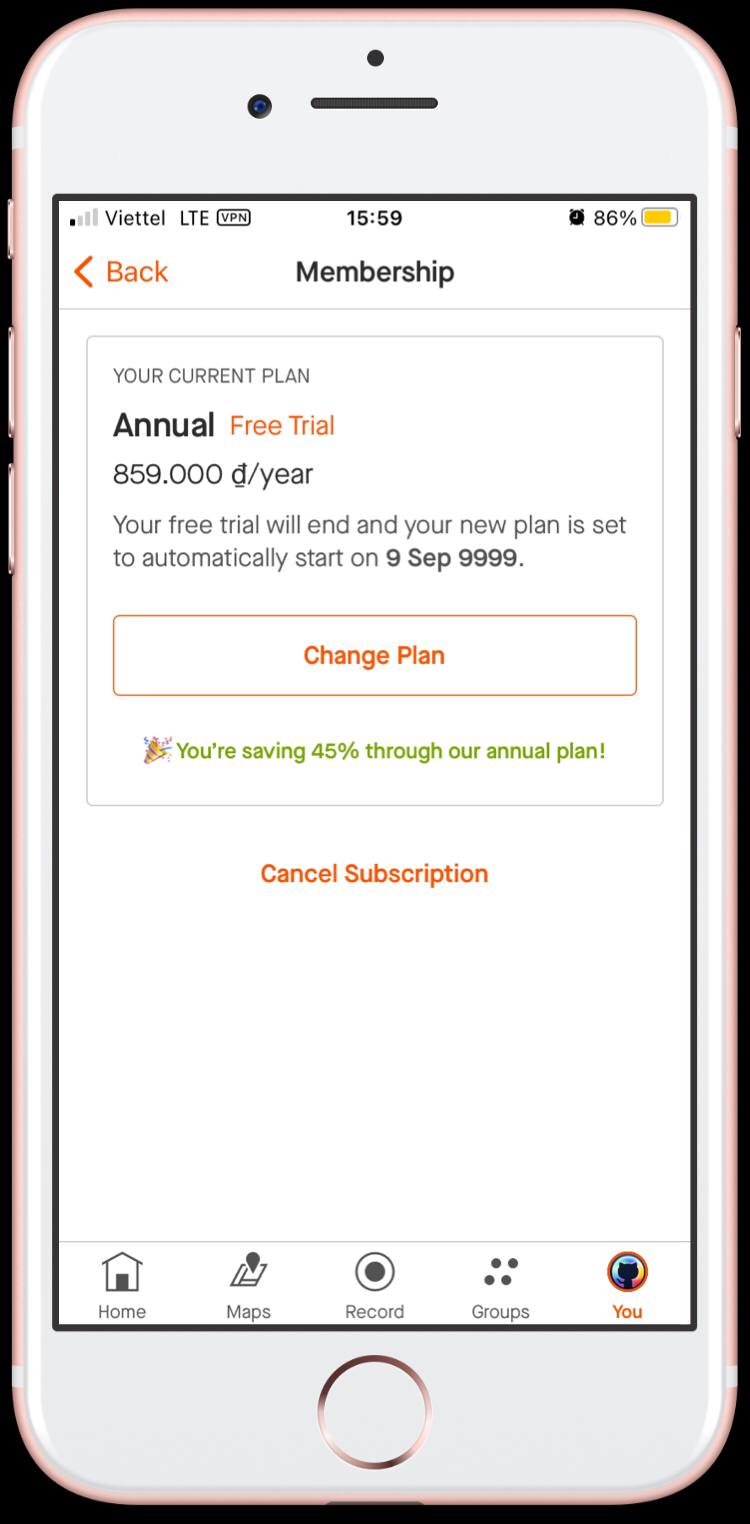 Viettel LTE VPN 15:59 86%
Back Membership
YOUR CURRENT PLAN
Annual Free Trial
859.000 ₫/year
Your free trial will end and your new plan is set
to automatically start on 9 Sep 9999.
Change Plan
🎉You’re saving 45% through our annual plan!
Cancel Subscription
Home Maps Record Groups You